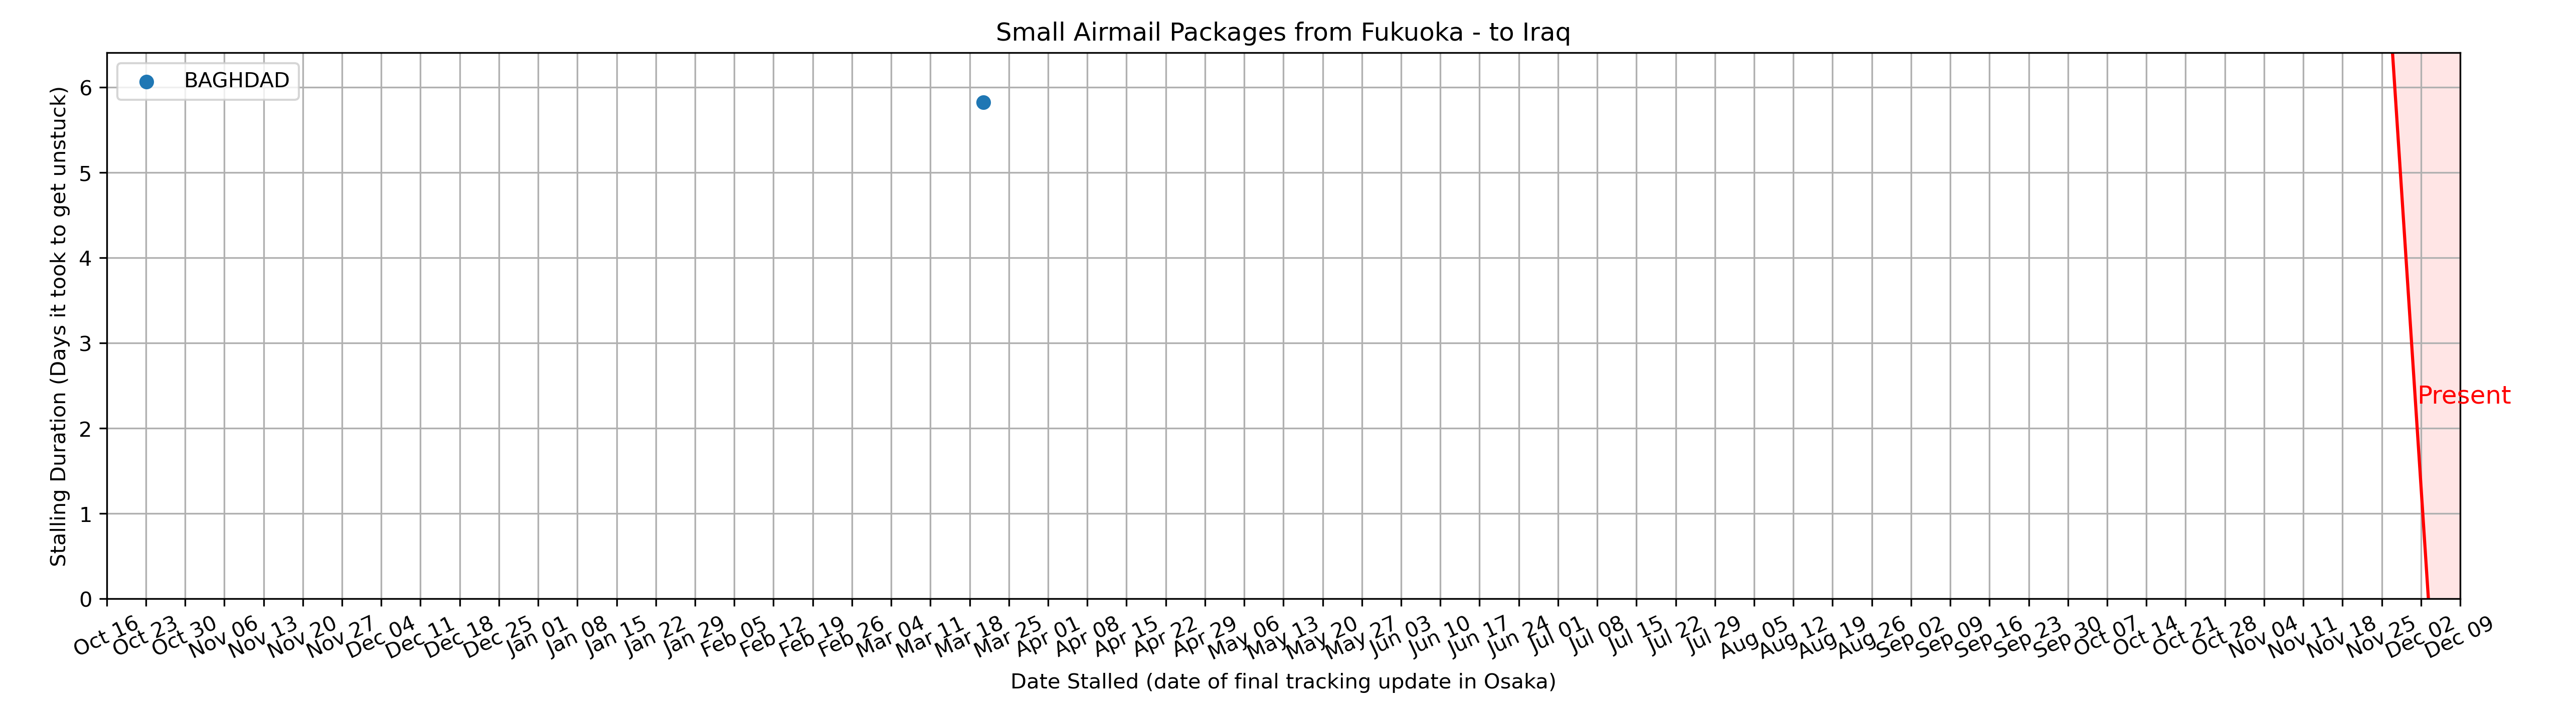 Small Airmail Packages from Fukuoka - to Iraq
BAGHDAD
Stalling Duration (Days it took to get unstuck)
6
5
4
3
2
1
0
Present
Oct 16
Oct 23
Oct 30
Nov 06
Nov 13
Nov 20
Nov 27
Dec 04
Dec 11
Dec 18
Dec 25
Jan 01
Jan 08
Jan 15
Jan 22
Jan 29
Feb 05
Feb 12
Feb 19
Feb 26
Mar 04
Mar 11
Mar 18
Mar 25
Apr 01
Apr 08
Apr 15
Apr 22
Apr 29
May 06
May 13
May 20
May 27
Jun 03
Jun 10
Jun 17
Jun 24
Jul 01
Jul 08
Jul 15
Jul 22
Jul 29
Aug 05
Aug 12
Aug 19
Aug 26
Sep 02
Sep 09
Sep 16
Sep 23
Sep 30
Oct 07
Oct 14
Oct 21
Oct 28
Nov 04
Nov 11
Nov 18
Nov 25
Dec 02
Dec 09
Date Stalled (date of final tracking update in Osaka)